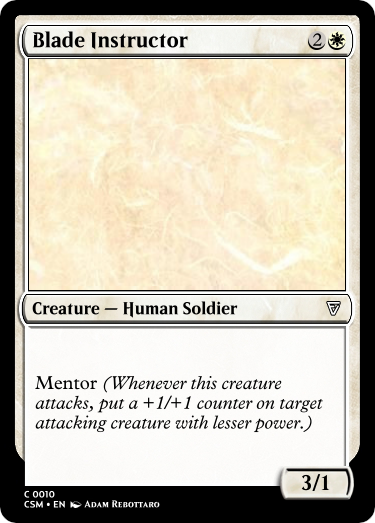 Blade Instructor 2
Creature — Human Soldier
Mentor (Whenever this creature
attacks, put a +1/+1 counter on target
attacking creature with lesser power.)
3/1
C 0010
CSM • EN Adam Rebottaro